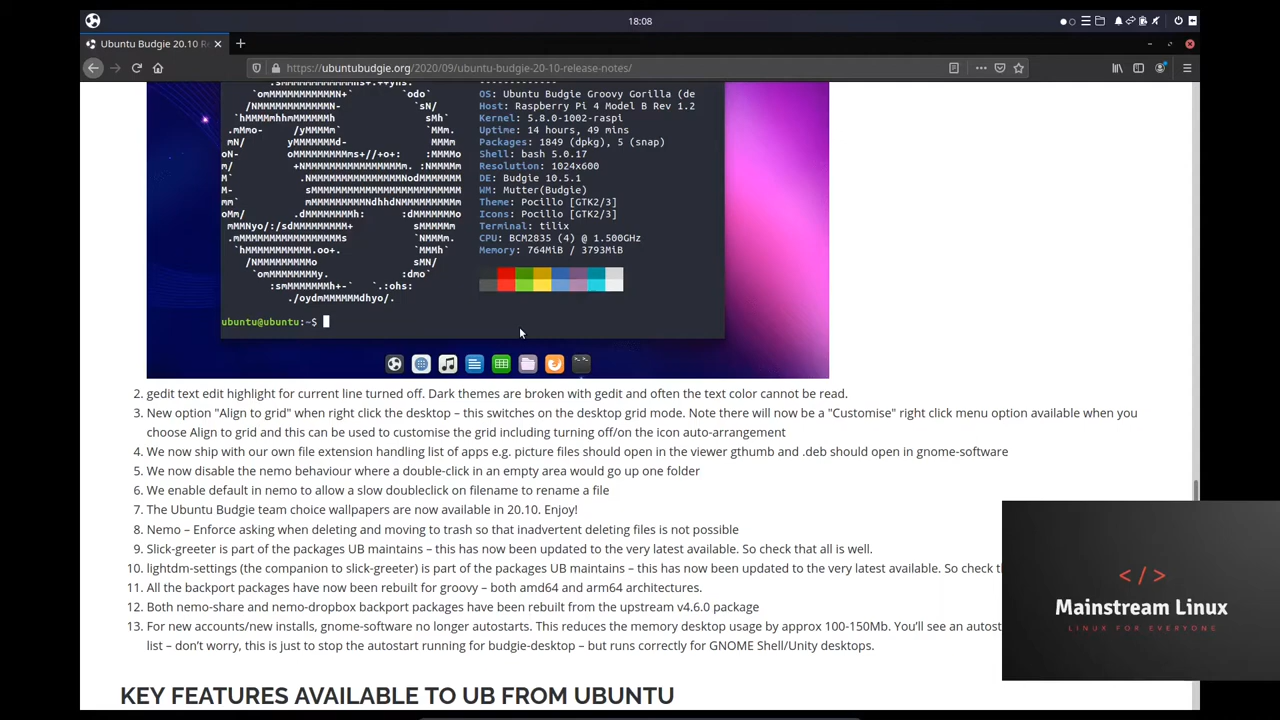 18:08
Ubuntu Budgie 20.10 R
https://ubuntubudgie.org/2020/09/ubuntu-budgie-20-10-release-notes/
OS: Ubuntu Budgie Groovy Gorilla (de
Host: Raspberry Pi 4 Model B Rev 1.2
Kernel: 5.8.0-1002-raspi
Uptime: 14 hours, 49 mins
Packages: 1849 (dpkg), 5 (snap)
Shell: bash 5.0.17
Resolution: 1024x600
DE: Budgie 10.5.1
WM: Mutter(Budgie)
Theme: Pocillo [GTK2/3]
Icons: Pocillo [GTK2/3]
Terminal: tilix
CPU: BCM2835 (4) @ 1.500GHz
Memory: 764MiB / 3793MiB
ubuntu@ubuntu:~$
2. gedit text edit highlight for current line turned off. Dark themes are broken with gedit and often the text color cannot be read.
3. New option "Align to grid" when right click the desktop – this switches on the desktop grid mode. Note there will now be a "Customise" right click menu option available when you
choose Align to grid and this can be used to customise the grid including turning off/on the icon auto-arrangement
4. We now ship with our own file extension handling list of apps e.g. picture files should open in the viewer gthumb and .deb should open in gnome-software
5. We now disable the nemo behaviour where a double-click in an empty area would go up one folder
6. We enable default in nemo to allow a slow doubleclick on filename to rename a file
7. The Ubuntu Budgie team choice wallpapers are now available in 20.10. Enjoy!
8. Nemo – Enforce asking when deleting and moving to trash so that inadvertent deleting files is not possible
9. Slick-greeter is part of the packages UB maintains – this has now been updated to the very latest available. So check that all is well.
10. lightdm-settings (the companion to slick-greeter) is part of the packages UB maintains – this has now been updated to the very latest available. So check th
11. All the backport packages have now been rebuilt for groovy – both amd64 and arm64 architectures.
12. Both nemo-share and nemo-dropbox backport packages have been rebuilt from the upstream v4.6.0 package
13. For new accounts/new installs, gnome-software no longer autostarts. This reduces the memory desktop usage by approx 100-150Mb. You'll see an autost
list – don't worry, this is just to stop the autostart running for budgie-desktop – but runs correctly for GNOME Shell/Unity desktops.
KEY FEATURES AVAILABLE TO UB FROM UBUNTU
</>
Mainstream Linux
LINUX FOR EVERYONE